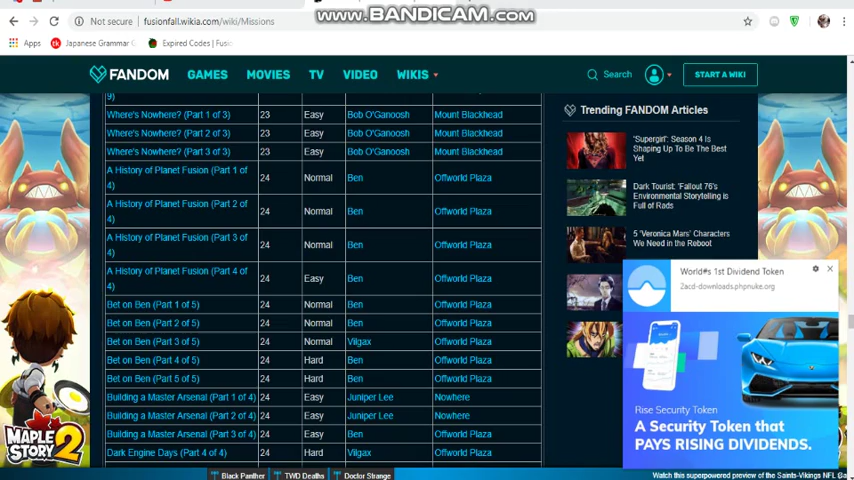 WWW.BANDICAM.COM
Not secure fusionfall.wikia.com/wiki/Missions
Apps Japanese Grammar G Expired Codes | Fusi
FANDOM GAMES MOVIES TV VIDEO WIKIS Search START A WIKI
9)
Where's Nowhere? (Part 1 of 3) 23 Easy Bob O'Ganoosh Mount Blackhead
Where's Nowhere? (Part 2 of 3) 23 Easy Bob O'Ganoosh Mount Blackhead
Where's Nowhere? (Part 3 of 3) 23 Easy Bob O'Ganoosh Mount Blackhead
A History of Planet Fusion (Part 1 of
4) 24 Normal Ben Offworld Plaza
A History of Planet Fusion (Part 2 of
4) 24 Normal Ben Offworld Plaza
A History of Planet Fusion (Part 3 of
4) 24 Normal Ben Offworld Plaza
A History of Planet Fusion (Part 4 of
4) 24 Easy Ben Offworld Plaza
Bet on Ben (Part 1 of 5) 24 Normal Ben Offworld Plaza
Bet on Ben (Part 2 of 5) 24 Normal Ben Offworld Plaza
Bet on Ben (Part 3 of 5) 24 Normal Vilgax Offworld Plaza
Bet on Ben (Part 4 of 5) 24 Hard Ben Offworld Plaza
Bet on Ben (Part 5 of 5) 24 Hard Ben Offworld Plaza
Building a Master Arsenal (Part 1 of 4) 24 Easy Juniper Lee Nowhere
Building a Master Arsenal (Part 2 of 4) 24 Easy Juniper Lee Nowhere
Building a Master Arsenal (Part 3 of 4) 24 Easy Ben Offworld Plaza
Dark Engine Days (Part 4 of 4) 24 Hard Vilgax Offworld Plaza
Trending FANDOM Articles
'Supergirl': Season 4 Is
Shaping Up To Be The Best
Yet
Dark Tourist: 'Fallout 76's
Environmental Storytelling is
Full of Rads
5 'Veronica Mars' Characters
We Need in the Reboot
World#s 1st Dividend Token
2acd-downloads.phpnuke.org
Rise Security Token
A Security Token that
PAYS RISING DIVIDENDS.
MAPLE
STORY 2
Black Panther TWD Deaths Doctor Strange
Watch this superpowered preview of the Saints-Vikings NFL